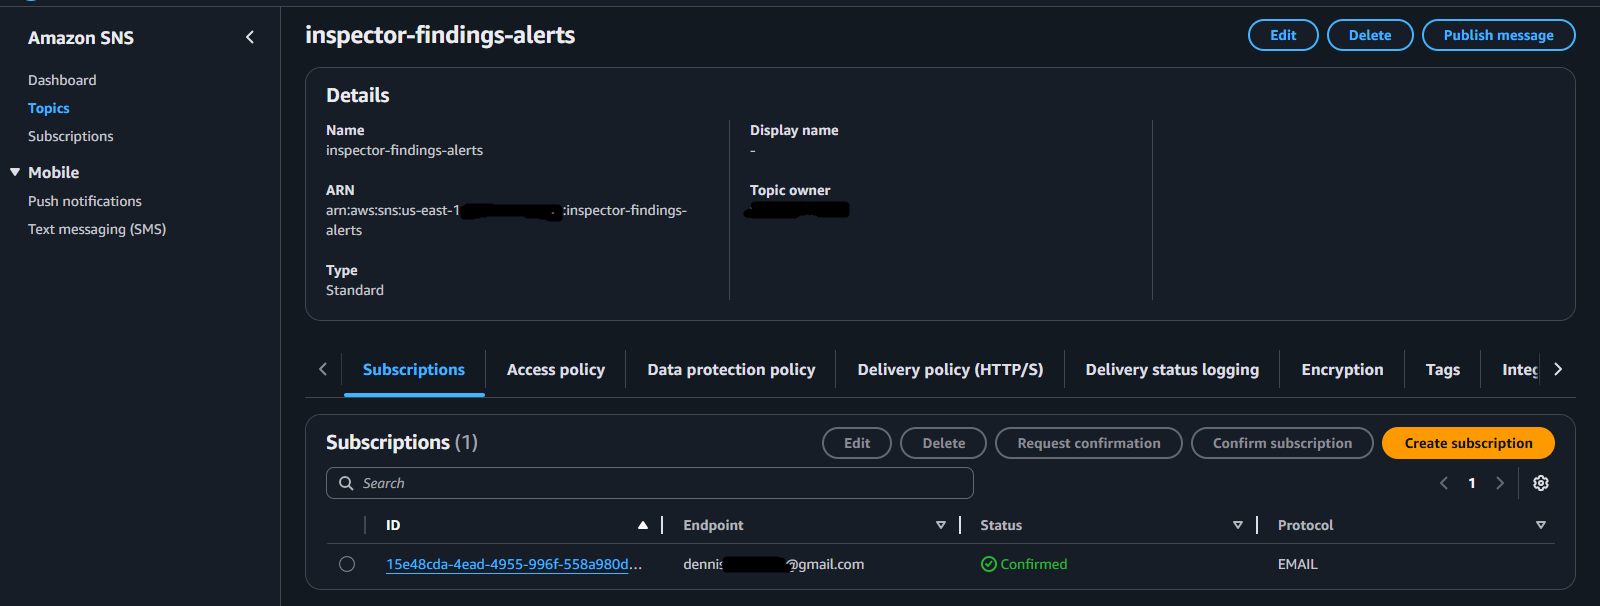 Amazon SNS
Dashboard
Topics
Subscriptions
Mobile
Push notifications
Text messaging (SMS)
inspector-findings-alerts
Edit
Delete
Publish message
Details
Name
inspector-findings-alerts
ARN
arn:aws:sns:us-east-1 :inspector-findings-
alerts
Type
Standard
Display name
-
Topic owner
Subscriptions
Access policy
Data protection policy
Delivery policy (HTTP/S)
Delivery status logging
Encryption
Tags
Subscriptions (1)
Edit
Delete
Request confirmation
Confirm subscription
Create subscription
Search
1
ID
Endpoint
Status
Protocol
15e48cda-4ead-4955-996f-558a980d...
dennis @gmail.com
Confirmed
EMAIL